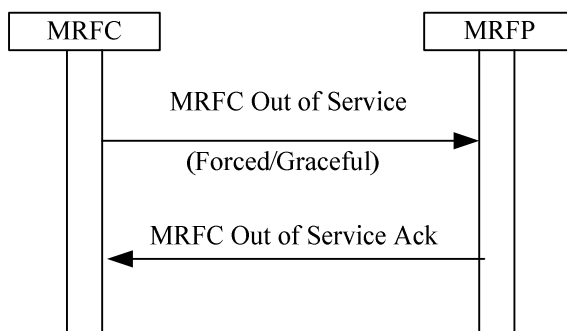 MRFC
MRFP
MRFC Out of Service
(Forced/Graceful)
MRFC Out of Service Ack